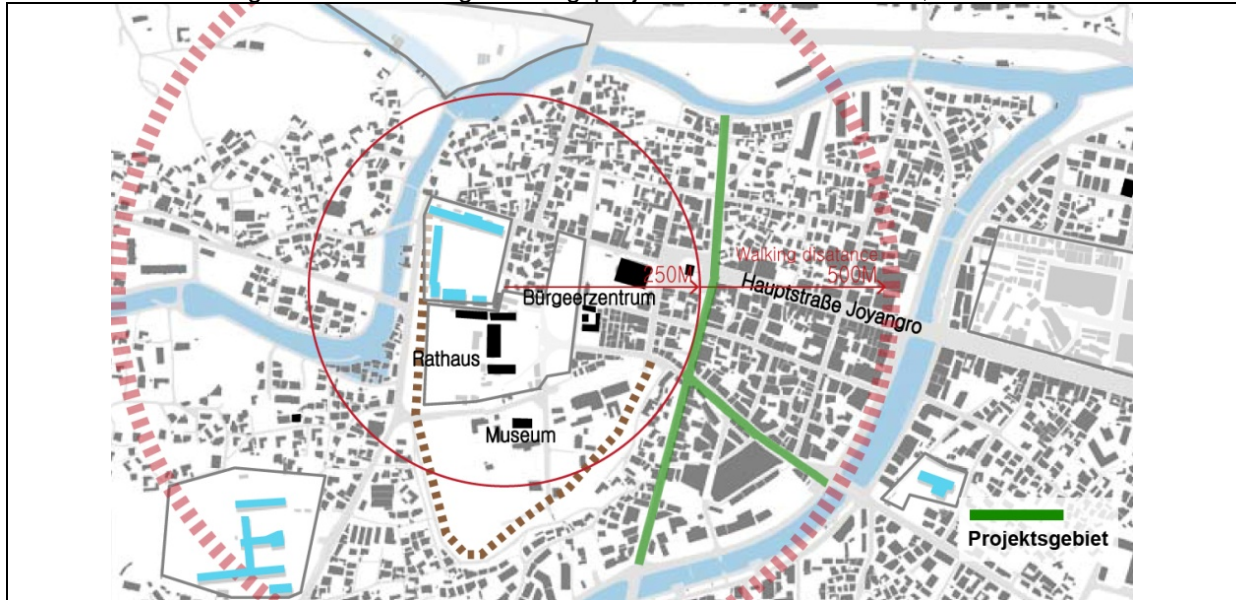 Walking disatance
250M
500M
Bürgeerzentrum
Hauptstraße Joyangro
Rathaus
Museum
Projektsgebiet